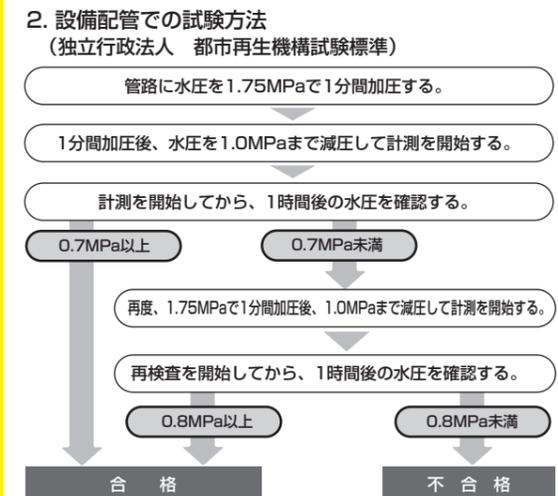 2. 設備配管での試験方法
（独立行政法人　都市再生機構試験標準）
管路に水圧を1.75MPaで1分間加圧する。
1分間加圧後、水圧を1.0MPaまで減圧して計測を開始する。
計測を開始してから、1時間後の水圧を確認する。
0.7MPa以上
0.7MPa未満
再度、1.75MPaで1分間加圧後、1.0MPaまで減圧して計測を開始する。
再検査を開始してから、1時間後の水圧を確認する。
0.8MPa以上
0.8MPa未満
合　格
不　合　格